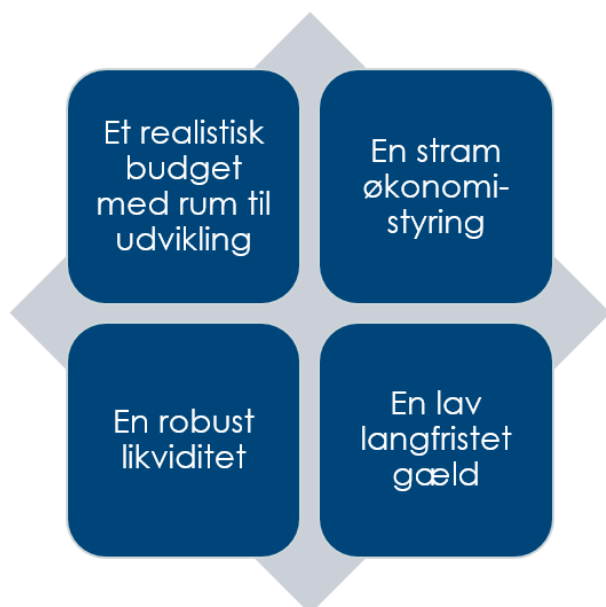 Et realistisk
budget
med rum til
udvikling
En stram
økonomi-
styring
En robust
likviditet
En lav
langfristet
gæld